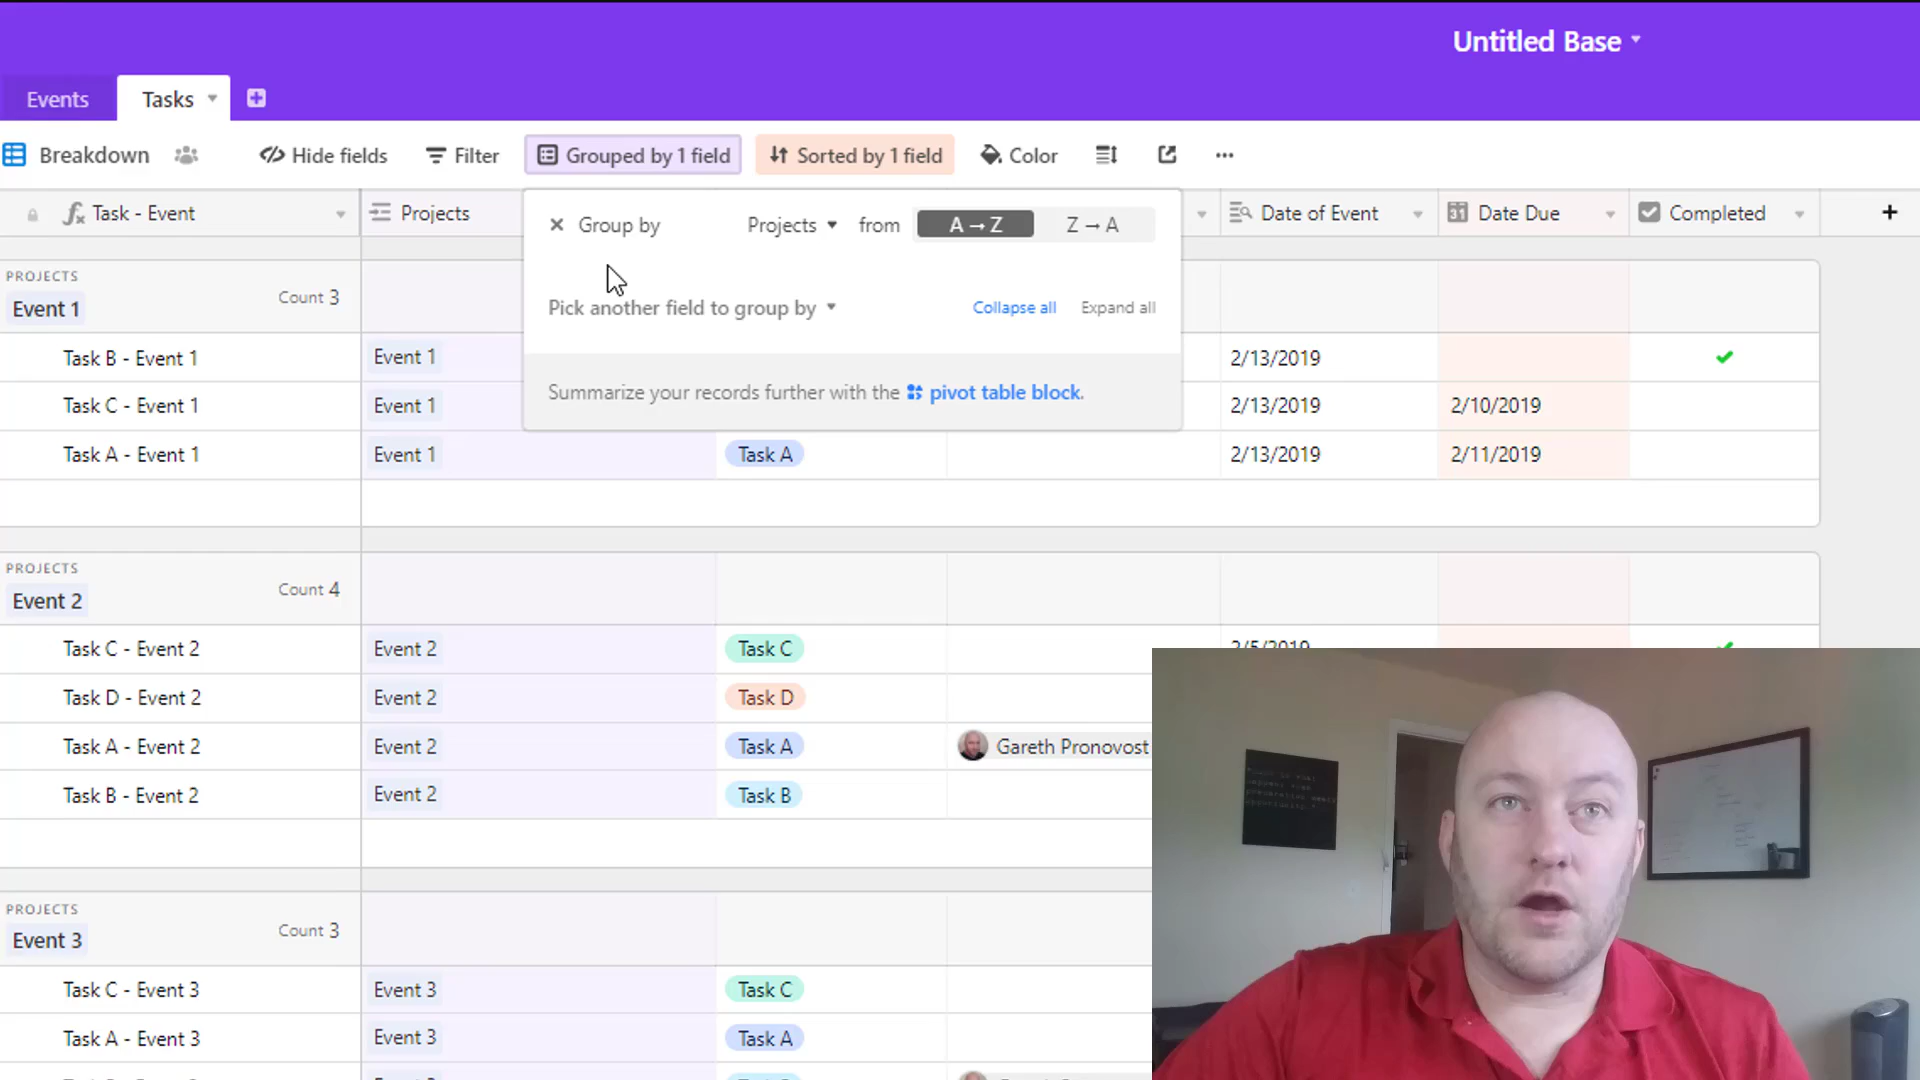 Untitled Base
Events Tasks
Breakdown Hide fields Filter Grouped by 1 field Sorted by 1 field Color ...
Task - Event Projects Date of Event Date Due Completed +
Group by Projects from A → Z Z → A
Pick another field to group by Collapse all Expand all
Summarize your records further with the pivot table block.
PROJECTS
Event 1 Count 3
Task B - Event 1 Event 1 2/13/2019
Task C - Event 1 Event 1 2/13/2019 2/10/2019
Task A - Event 1 Event 1 Task A 2/13/2019 2/11/2019
PROJECTS
Event 2 Count 4
Task C - Event 2 Event 2 Task C
Task D - Event 2 Event 2 Task D
Task A - Event 2 Event 2 Task A Gareth Pronovost
Task B - Event 2 Event 2 Task B
PROJECTS
Event 3 Count 3
Task C - Event 3 Event 3 Task C
Task A - Event 3 Event 3 Task A